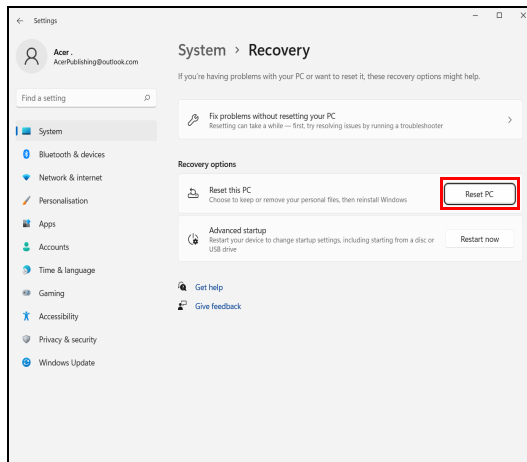 Settings
Acer .
AcerPublishing@outlook.com
Find a setting
System
Bluetooth & devices
Network & internet
Personalisation
Apps
Accounts
Time & language
Gaming
Accessibility
Privacy & security
Windows Update
System > Recovery
If you're having problems with your PC or want to reset it, these recovery options might help.
Fix problems without resetting your PC
Resetting can take a while — first, try resolving issues by running a troubleshooter
Recovery options
Reset this PC
Choose to keep or remove your personal files, then reinstall Windows
Reset PC
Advanced startup
Restart your device to change startup settings, including starting from a disc or
USB drive
Restart now
Get help
Give feedback